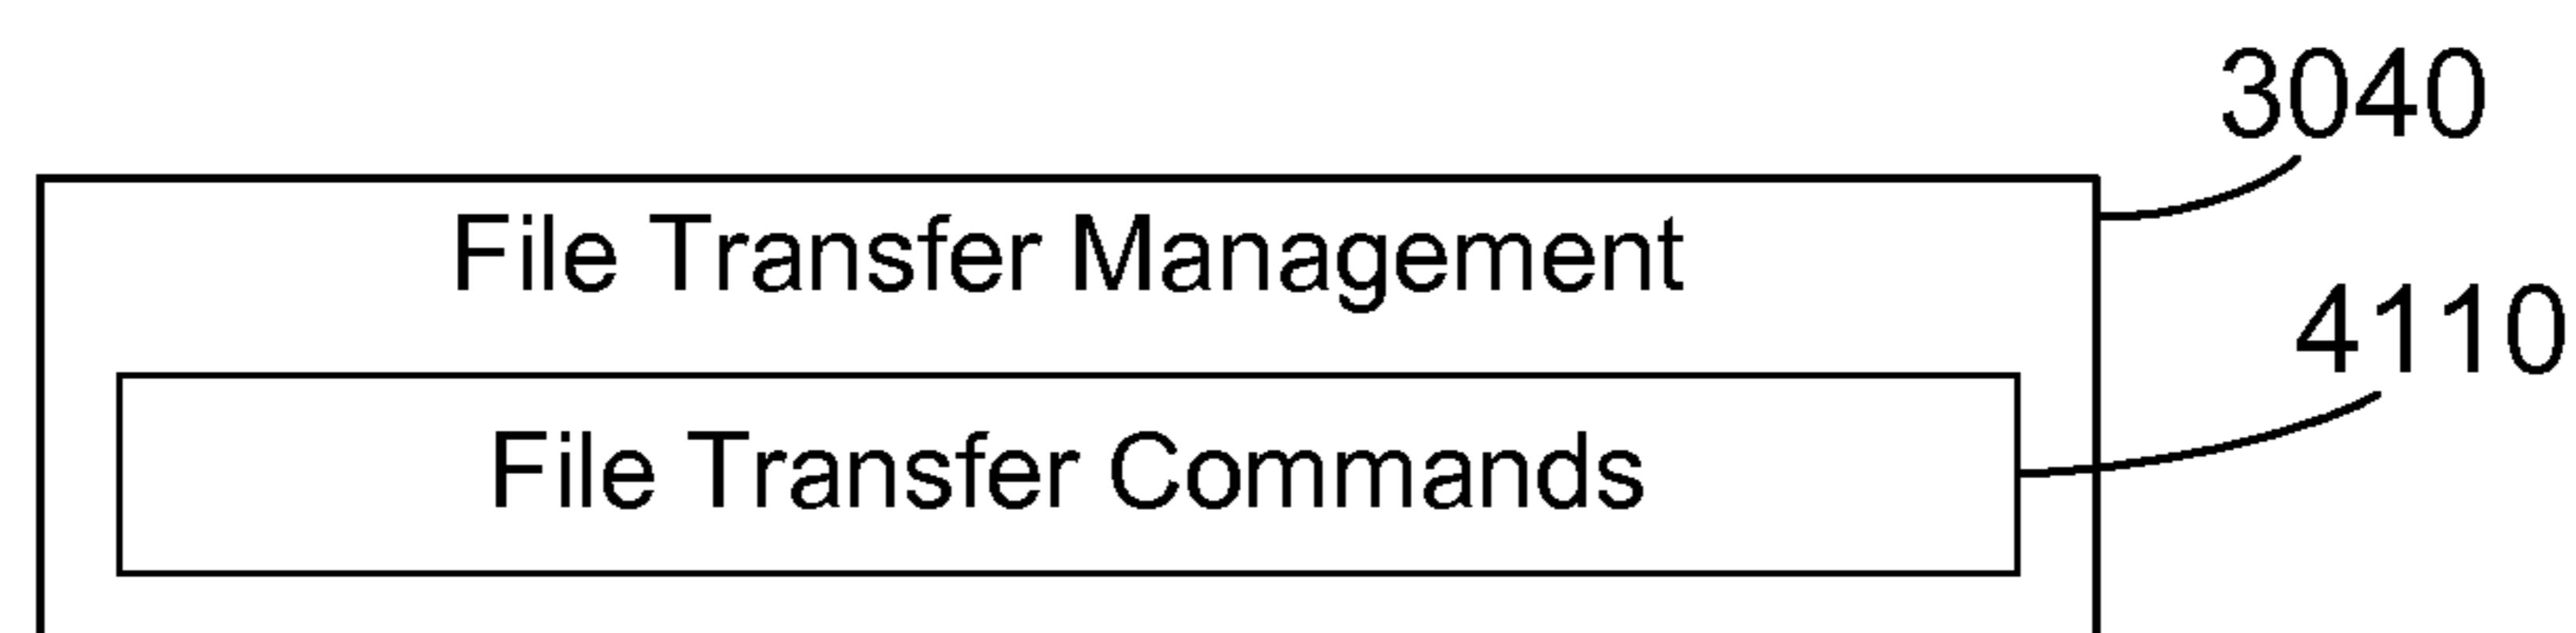 3040
File Transfer Management
4110
File Transfer Commands